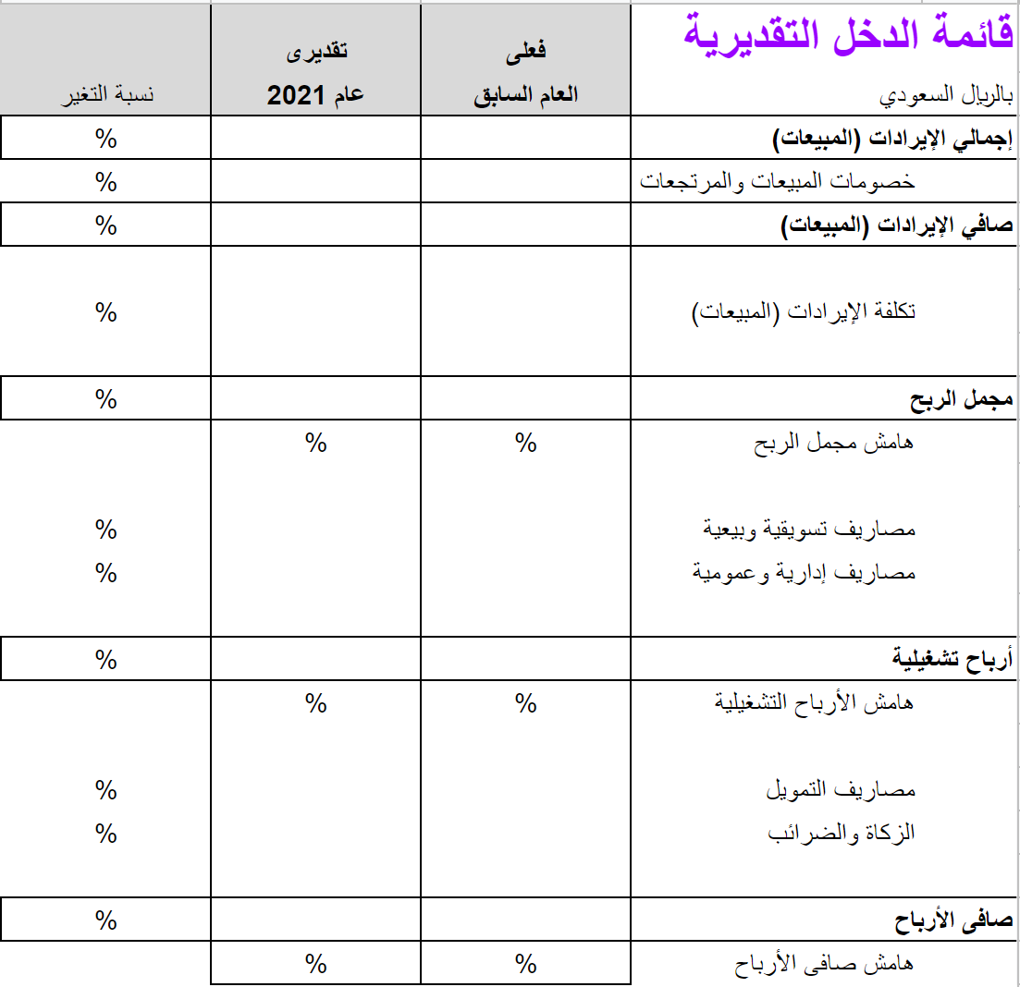 قائمة الدخل التقديرية
فعلى تقديرى
بالريال السعودي العام السابق عام 2021 نسبة التغير
إجمالي الإيرادات (المبيعات) %
خصومات المبيعات والمرتجعات %
صافي الإيرادات (المبيعات) %
تكلفة الإيرادات (المبيعات) %
مجمل الربح %
هامش مجمل الربح % %
مصاريف تسويقية وبيعية %
مصاريف إدارية وعمومية %
أرباح تشغيلية %
هامش الأرباح التشغيلية % %
مصاريف التمويل %
الزكاة والضرائب %
صافى الأرباح %
هامش صافى الأرباح % %